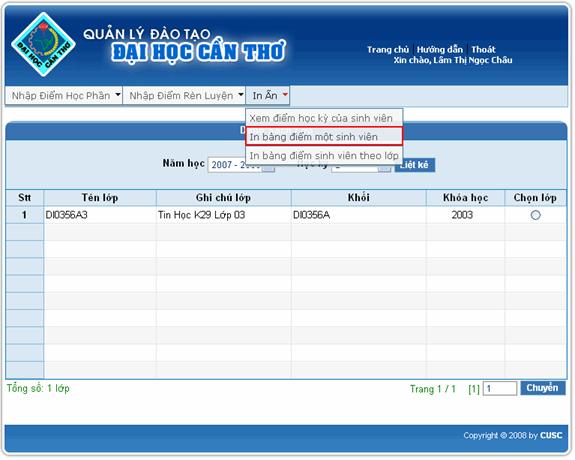 QUẢN LÝ ĐÀO TẠO
ĐẠI HỌC CẦN THƠ
ĐẠI HỌC CẦN THƠ
Trang chủ Hướng dẫn Thoát
Xin chào, Lâm Thị Ngọc Châu
Nhập Điểm Học Phần Nhập Điểm Rèn Luyện In Ấn
Xem điểm học kỳ của sinh viên
In bảng điểm một sinh viên
In bảng điểm sinh viên theo lớp
Năm học 2007 - Liệt kê
Stt Tên lớp Ghi chú lớp Khối Khóa học Chọn lớp
1 DI0356A3 Tin Học K29 Lớp 03 DI0356A 2003
Tổng số: 1 lớp Trang 1 / 1 [1] 1 Chuyển
Copyright © 2008 by CUSC